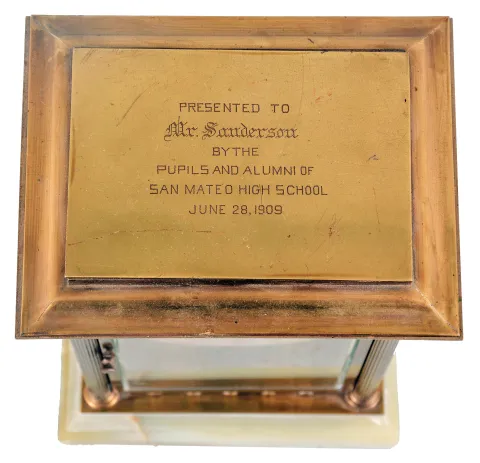 PRESENTED TO
Mr. Sanderson
BY THE
PUPILS AND ALUMNI OF
SAN MATEO HIGH SCHOOL
JUNE 28, 1909